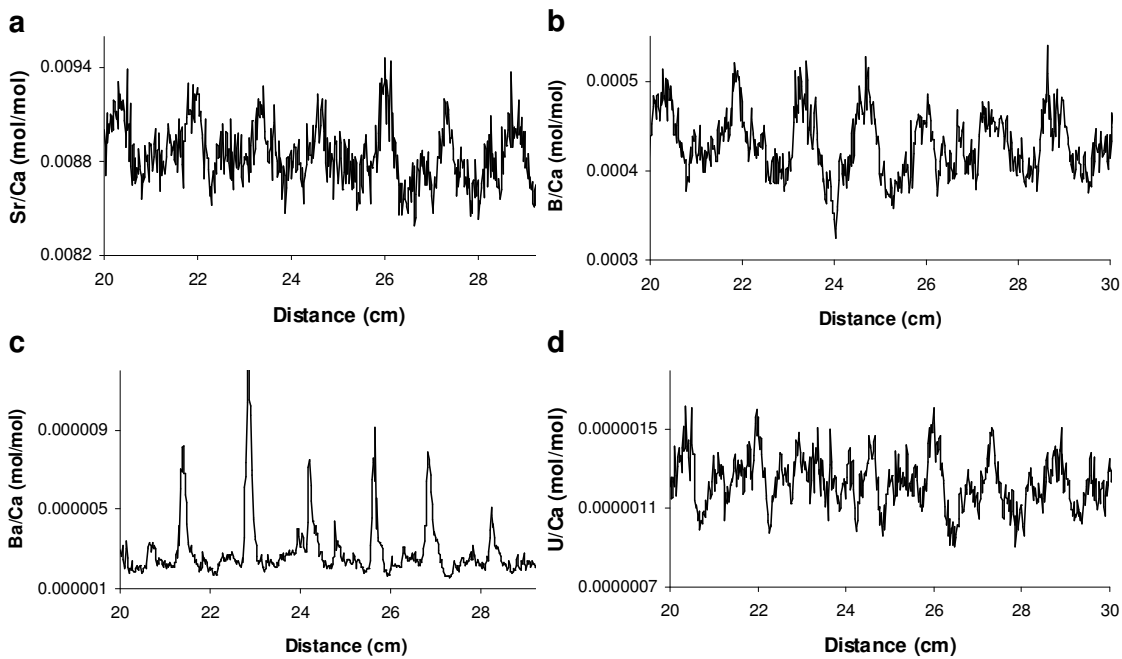 a
Sr/Ca (mol/mol)
0.0094
0.0088
0.0082
20 22 24 26 28
Distance (cm)
b
B/Ca (mol/mol)
0.0005
0.0004
0.0003
20 22 24 26 28 30
Distance (cm)
c
Ba/Ca (mol/mol)
0.000009
0.000005
0.000001
20 22 24 26 28
Distance (cm)
d
U/Ca (mol/mol)
0.0000015
0.0000011
0.0000007
20 22 24 26 28 30
Distance (cm)